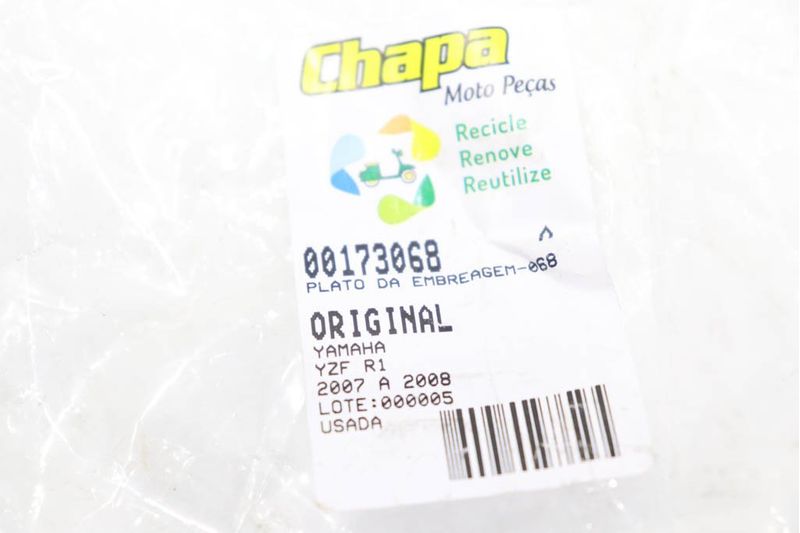 Chapa
Moto Peças
Recicle
Renove
Reutilize
00173068
PLATO DA EMBREAGEM-068
ORIGINAL
YAMAHA
YZF R1
2007 A 2008
LOTE:000005
USADA